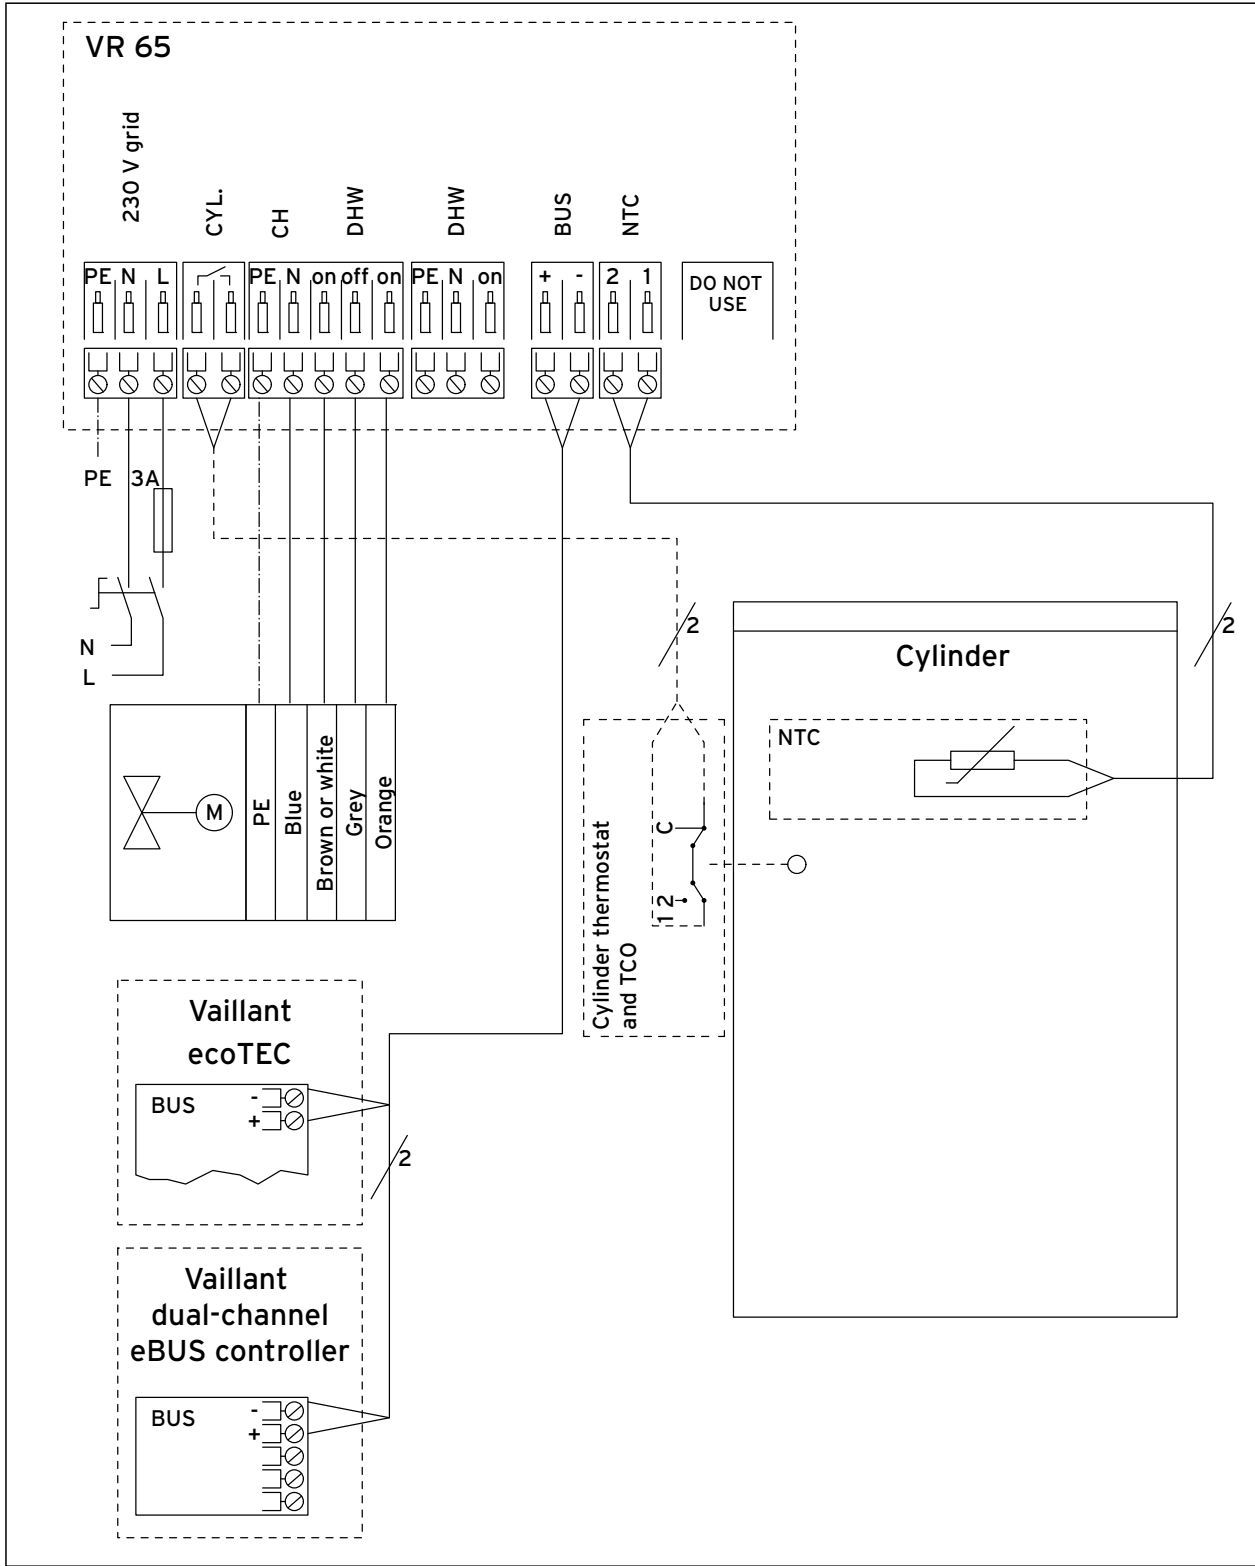 VR 65
230 V grid
CYL.
CH
DHW
DHW
BUS
NTC
PE N L
PE N on off on
PE N on
+ -
2 1
DO NOT
USE
PE
3A
N
L
2
2
Cylinder
NTC
M
PE
Blue
Brown or white
Grey
Orange
C
1 2
Cylinder thermostat
and TCO
Vaillant
ecoTEC
BUS
-
+
2
Vaillant
dual-channel
eBUS controller
BUS
-
+